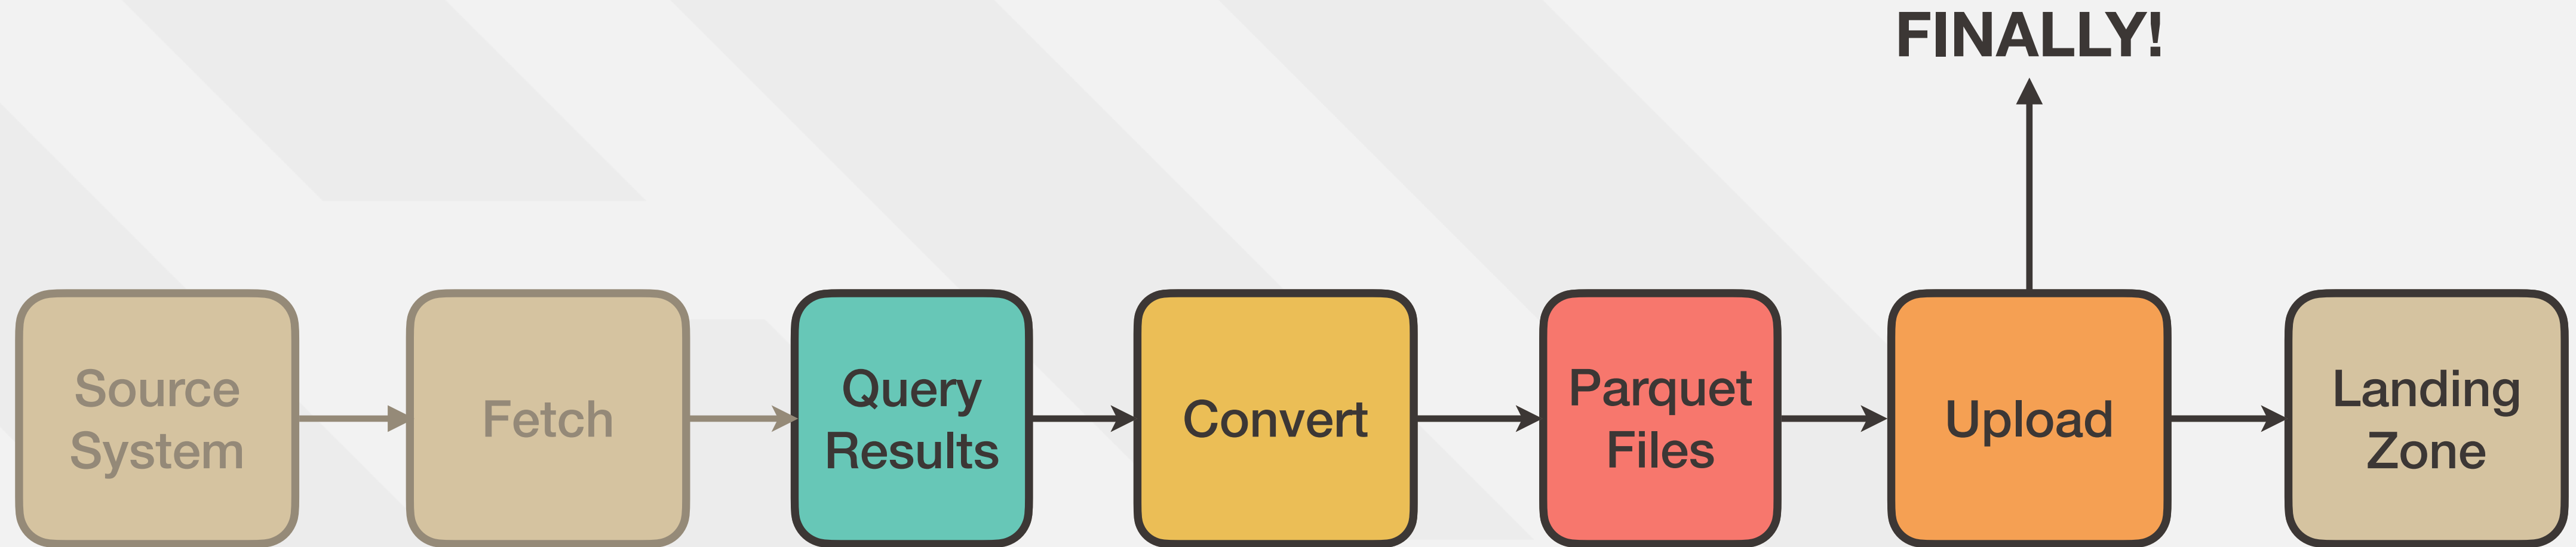 FINALLY!
Source
System
Fetch
Query
Results
Convert
Parquet
Files
Upload
Landing
Zone